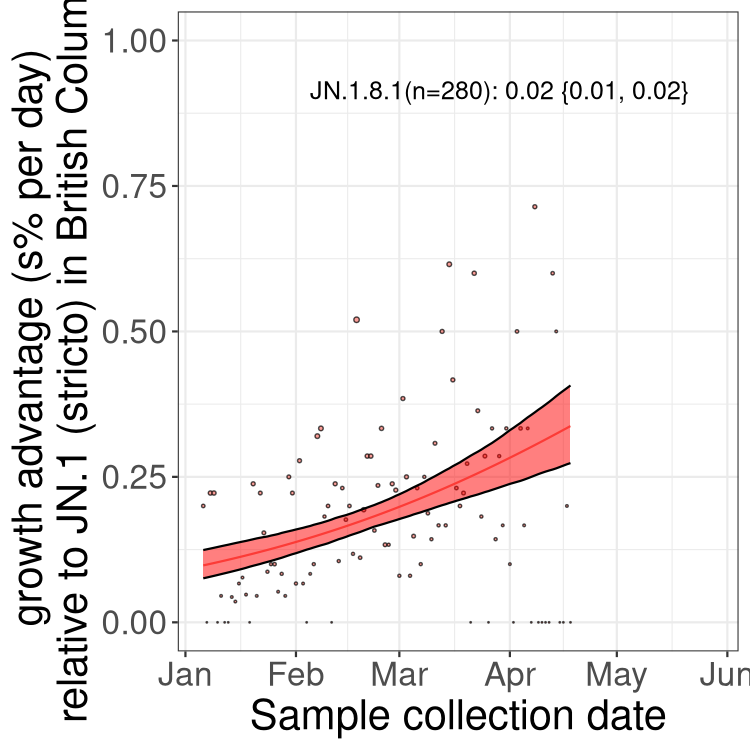 growth advantage (s% per day)
relative to JN.1 (stricto) in British Colum
1.00
0.75
0.50
0.25
0.00
JN.1.8.1(n=280): 0.02 {0.01, 0.02}
Jan Feb Mar Apr May Jun
Sample collection date